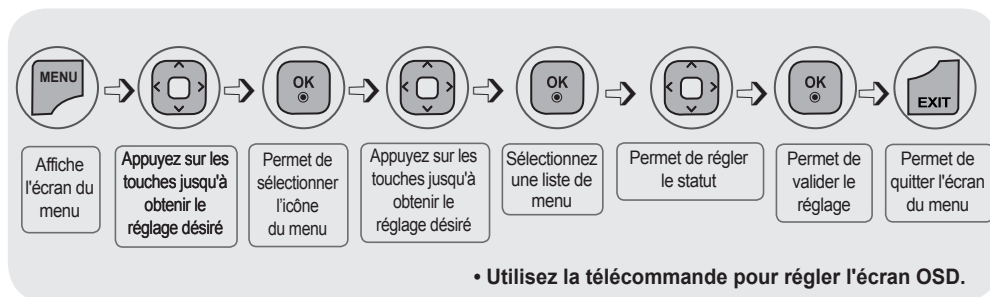 MENU
OK
OK
OK
EXIT
Affiche
l'écran du
menu
Appuyez sur les
touches jusqu'à
obtenir le
réglage désiré
Permet de
sélectionner
l'icône
du menu
Appuyez sur les
touches jusqu'à
obtenir le
réglage désiré
Sélectionnez
une liste de
menu
Permet de régler
le statut
Permet de
valider le
réglage
Permet de
quitter l'écran
du menu
• Utilisez la télécommande pour régler l'écran OSD.